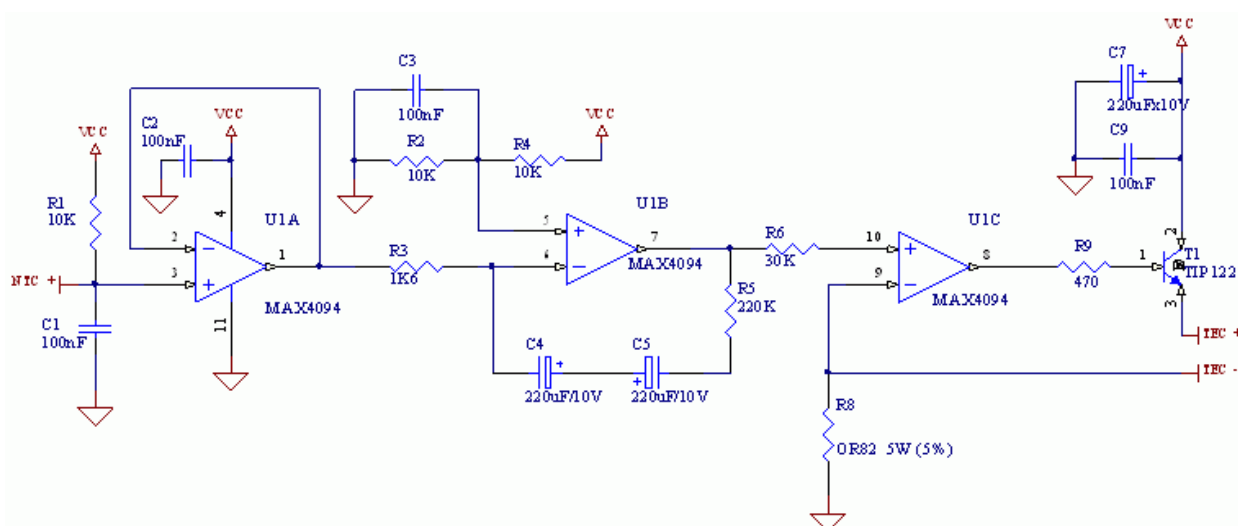 VCC
C7
+
220uFx10V
C9
100nF
C3
100nF
VCC
C2
100nF
VCC
R2
10K
R4
10K
VCC
R1
10K
4
U1A
2
3
1
MAX4094
11
NTC +
C1
100nF
R3
1K6
U1B
5
6
7
MAX4094
R6
30K
R5
220K
C4
+
220uF/10V
C5
+
220uF/10V
U1C
10
9
8
MAX4094
R9
470
2
1
T1
TIP122
3
TEC +
TEC -
R8
0R82 5W (5%)